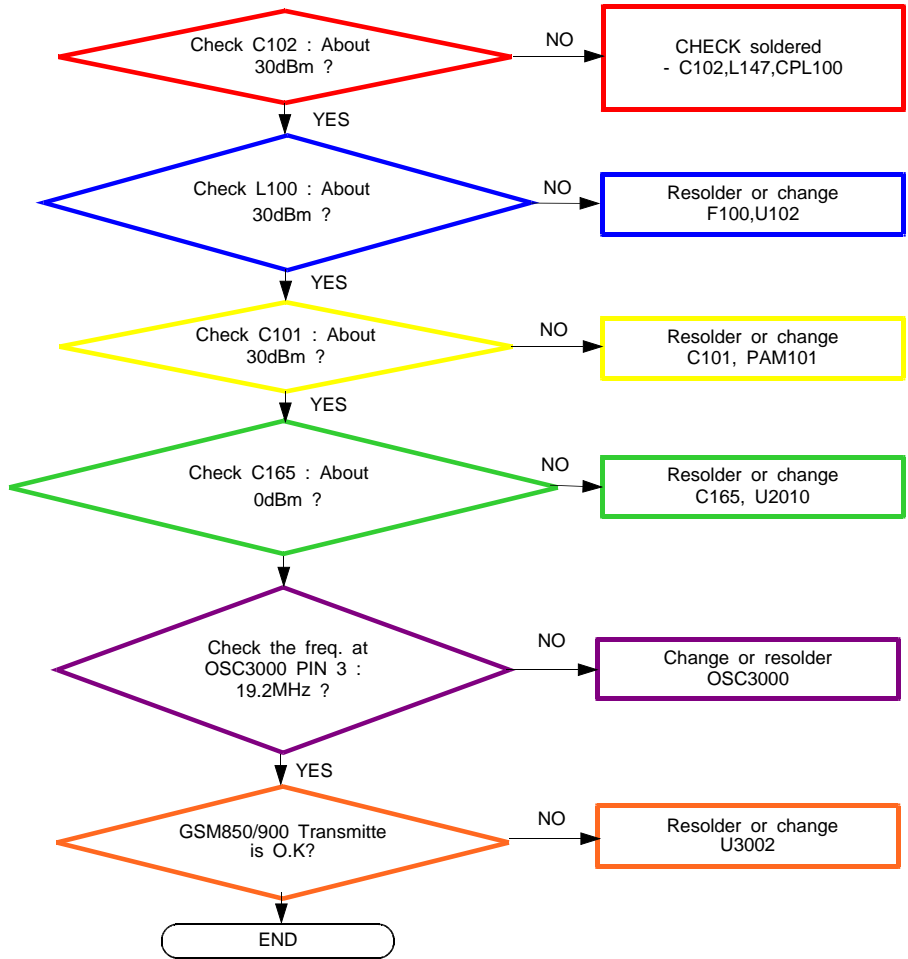 Check C102 : About
30dBm ?
NO
CHECK soldered
- C102,L147,CPL100
YES
Check L100 : About
30dBm ?
NO
Resolder or change
F100,U102
YES
Check C101 : About
30dBm ?
NO
Resolder or change
C101, PAM101
YES
Check C165 : About
0dBm ?
NO
Resolder or change
C165, U2010
Check the freq. at
OSC3000 PIN 3 :
19.2MHz ?
NO
Change or resolder
OSC3000
YES
GSM850/900 Transmitte
is O.K?
NO
Resolder or change
U3002
END